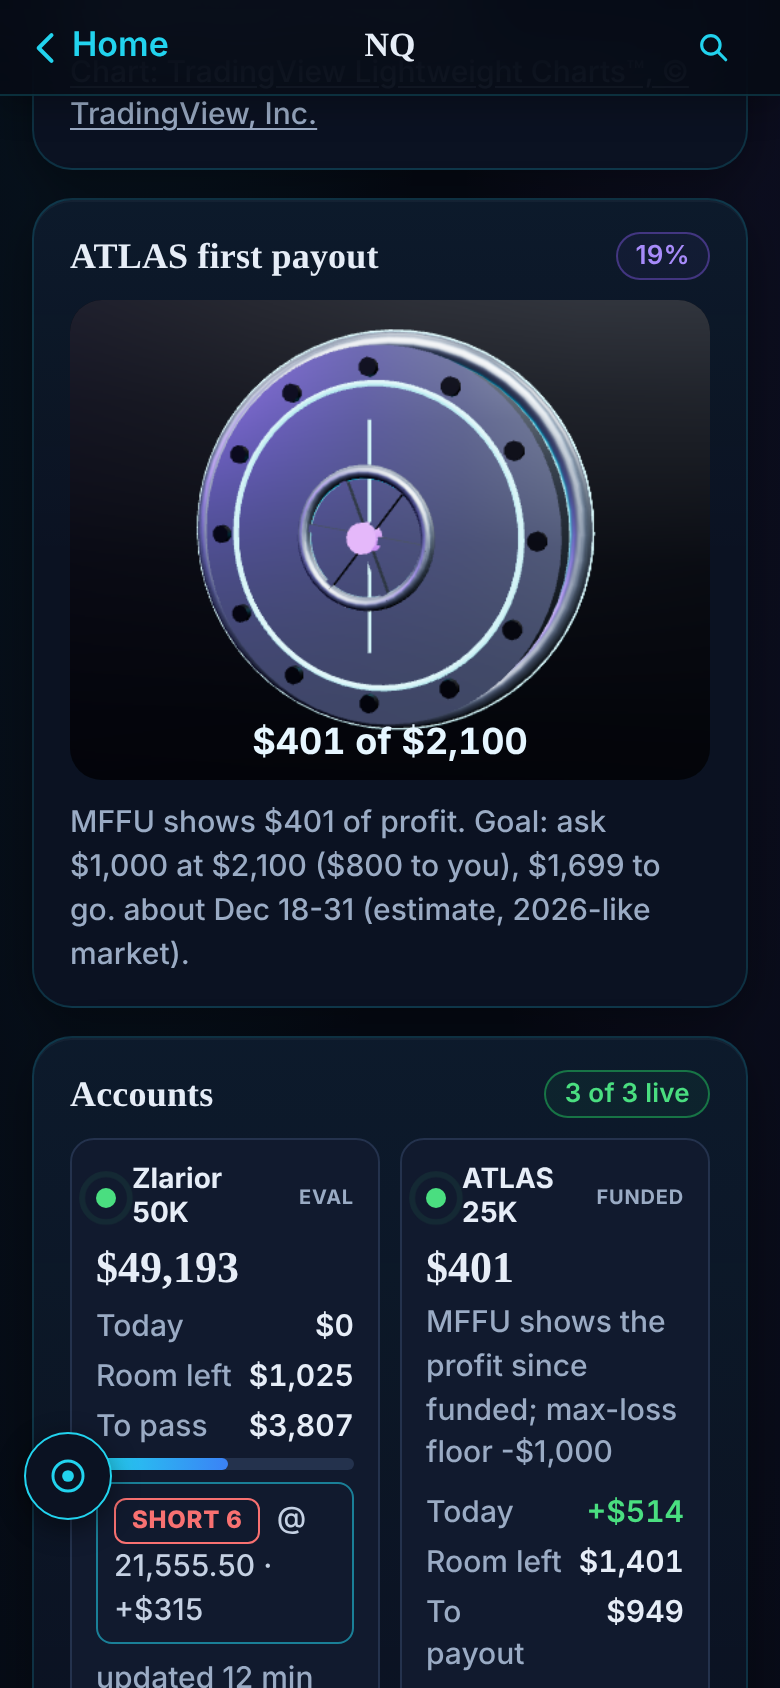 Home
NQ
Chart: TradingView Lightweight Charts™, ©
TradingView, Inc.
ATLAS first payout
19%
$401 of $2,100
MFFU shows $401 of profit. Goal: ask
$1,000 at $2,100 ($800 to you), $1,699 to
go. about Dec 18-31 (estimate, 2026-like
market).
Accounts
3 of 3 live
Zlarior
50K
EVAL
$49,193
Today $0
Room left $1,025
To pass $3,807
SHORT 6 @
21,555.50 ·
+$315
updated 12 min
ATLAS
25K
FUNDED
$401
MFFU shows the
profit since
funded; max-loss
floor -$1,000
Today +$514
Room left $1,401
To $949
payout